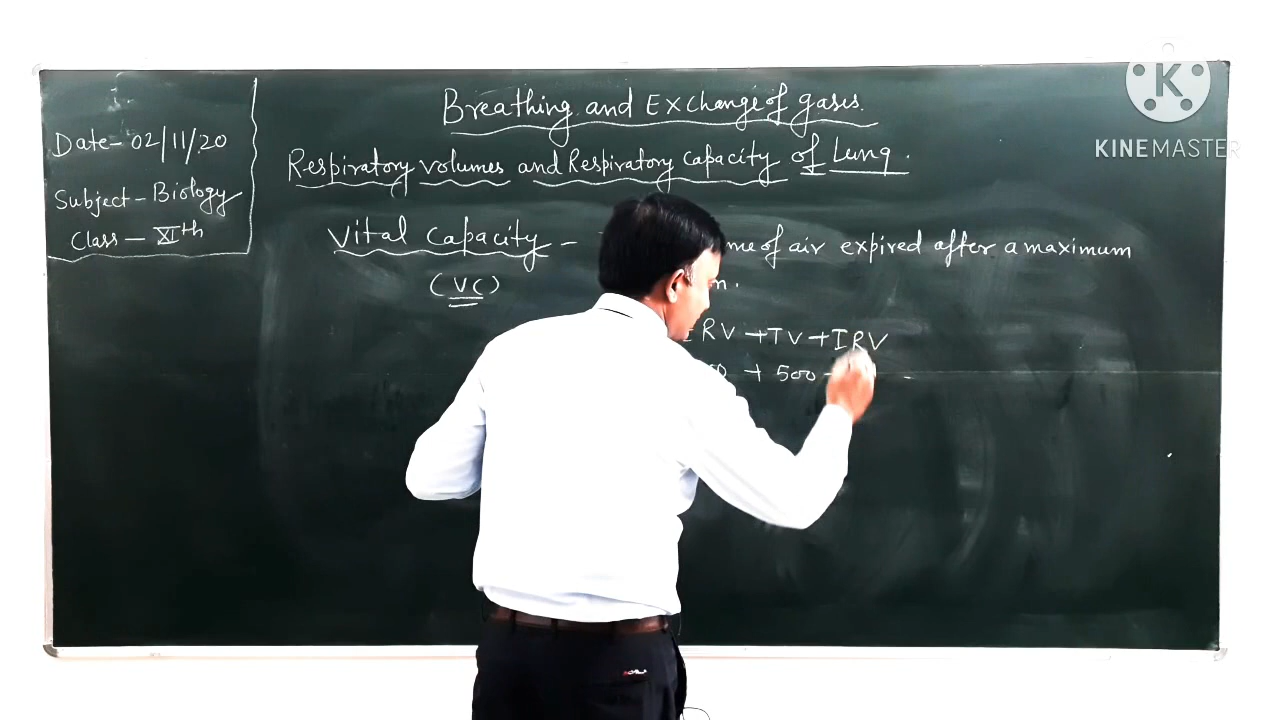 Breathing and Exchange of gases.
Respiratory volumes and Respiratory capacity of Lung.
Date- 02/11/20
Subject- Biology
Class - XIth
Vital Capacity -
(VC)
of air expired after a maximum
RV + TV + IRV
+ 500
K
KINEMASTER